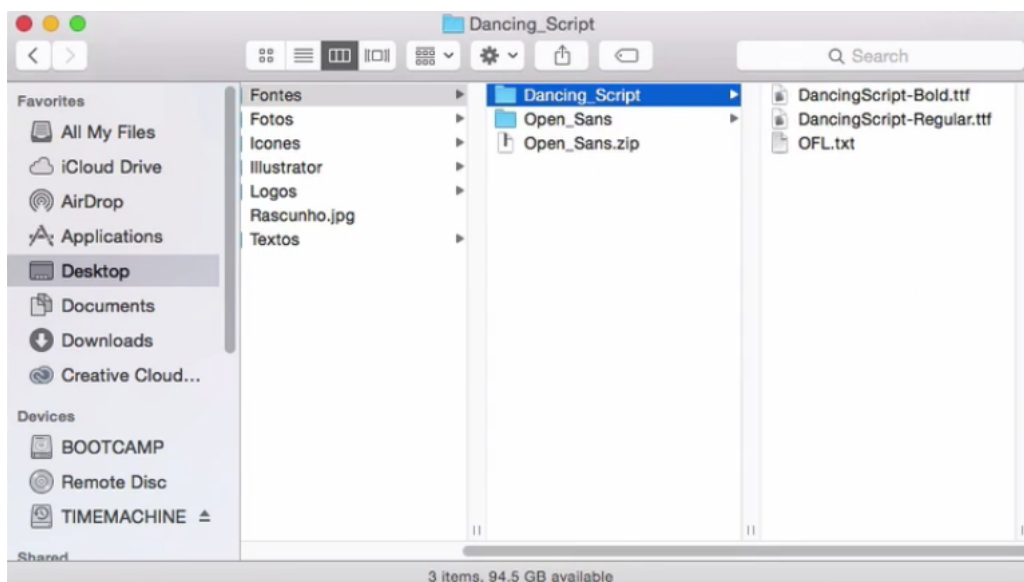 Dancing_Script
Search
Favorites
All My Files
iCloud Drive
AirDrop
Applications
Desktop
Documents
Downloads
Creative Cloud...
Devices
BOOTCAMP
Remote Disc
TIMEMACHINE
Shared
Fontes
Fotos
Icones
Illustrator
Logos
Rascunho.jpg
Textos
Dancing_Script
Open_Sans
Open_Sans.zip
DancingScript-Bold.ttf
DancingScript-Regular.ttf
OFL.txt
3 items, 94.5 GB available